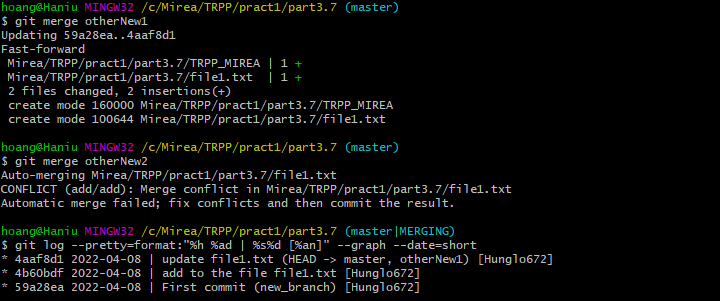 hoang@Haniu MINGW32 /c/Mirea/TRPP/pract1/part3.7 (master)
$ git merge otherNew1
Updating 59a28ea..4aaf8d1
Fast-forward
 Mirea/TRPP/pract1/part3.7/TRPP_MIREA | 1 +
 Mirea/TRPP/pract1/part3.7/file1.txt  | 1 +
 2 files changed, 2 insertions(+)
 create mode 160000 Mirea/TRPP/pract1/part3.7/TRPP_MIREA
 create mode 100644 Mirea/TRPP/pract1/part3.7/file1.txt

hoang@Haniu MINGW32 /c/Mirea/TRPP/pract1/part3.7 (master)
$ git merge otherNew2
Auto-merging Mirea/TRPP/pract1/part3.7/file1.txt
CONFLICT (add/add): Merge conflict in Mirea/TRPP/pract1/part3.7/file1.txt
Automatic merge failed; fix conflicts and then commit the result.

hoang@Haniu MINGW32 /c/Mirea/TRPP/pract1/part3.7 (master|MERGING)
$ git log --pretty=format:"%h %ad | %s%d [%an]" --graph --date=short
* 4aaf8d1 2022-04-08 | update file1.txt (HEAD -> master, otherNew1) [Hunglo672]
* 4b60bdf 2022-04-08 | add to the file file1.txt [Hunglo672]
* 59a28ea 2022-04-08 | First commit (new_branch) [Hunglo672]